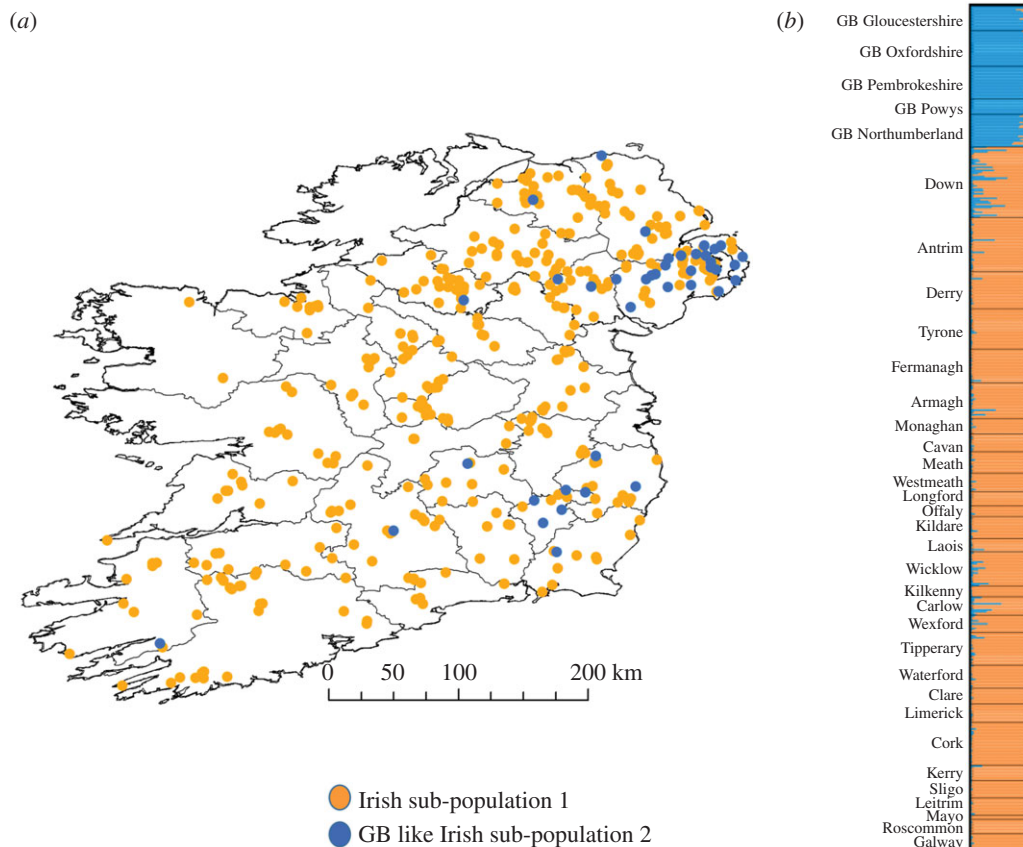 (a)
0 50 100 200 km
Irish sub-population 1
GB like Irish sub-population 2
(b)
GB Gloucestershire
GB Oxfordshire
GB Pembrokeshire
GB Powys
GB Northumberland
Down
Antrim
Derry
Tyrone
Fermanagh
Armagh
Monaghan
Cavan
Meath
Westmeath
Longford
Offaly
Kildare
Laois
Wicklow
Kilkenny
Carlow
Wexford
Tipperary
Waterford
Clare
Limerick
Cork
Kerry
Sligo
Leitrim
Mayo
Roscommon
Galway